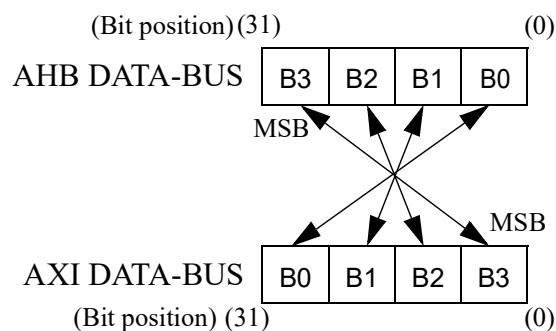 (Bit position) (31) (0)
AHB DATA-BUS B3 B2 B1 B0
MSB
MSB
AXI DATA-BUS B0 B1 B2 B3
(Bit position) (31) (0)